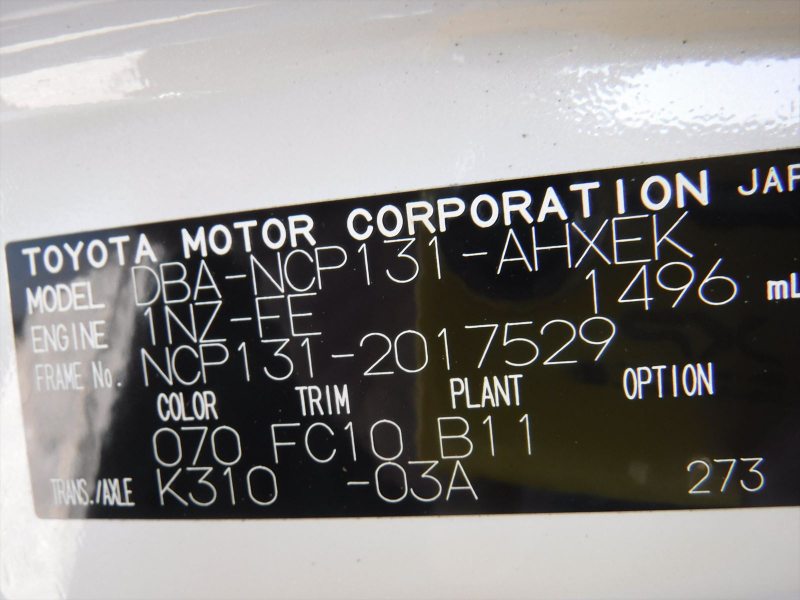 TOYOTA MOTOR CORPORATION JAP
MODEL DBA-NCP131-AHXEK
ENGINE 1NZ-FE 1496 mL
FRAME No. NCP131-2017529
COLOR TRIM PLANT OPTION
070 FC10 B11
TRANS./AXLE K310 -03A 273